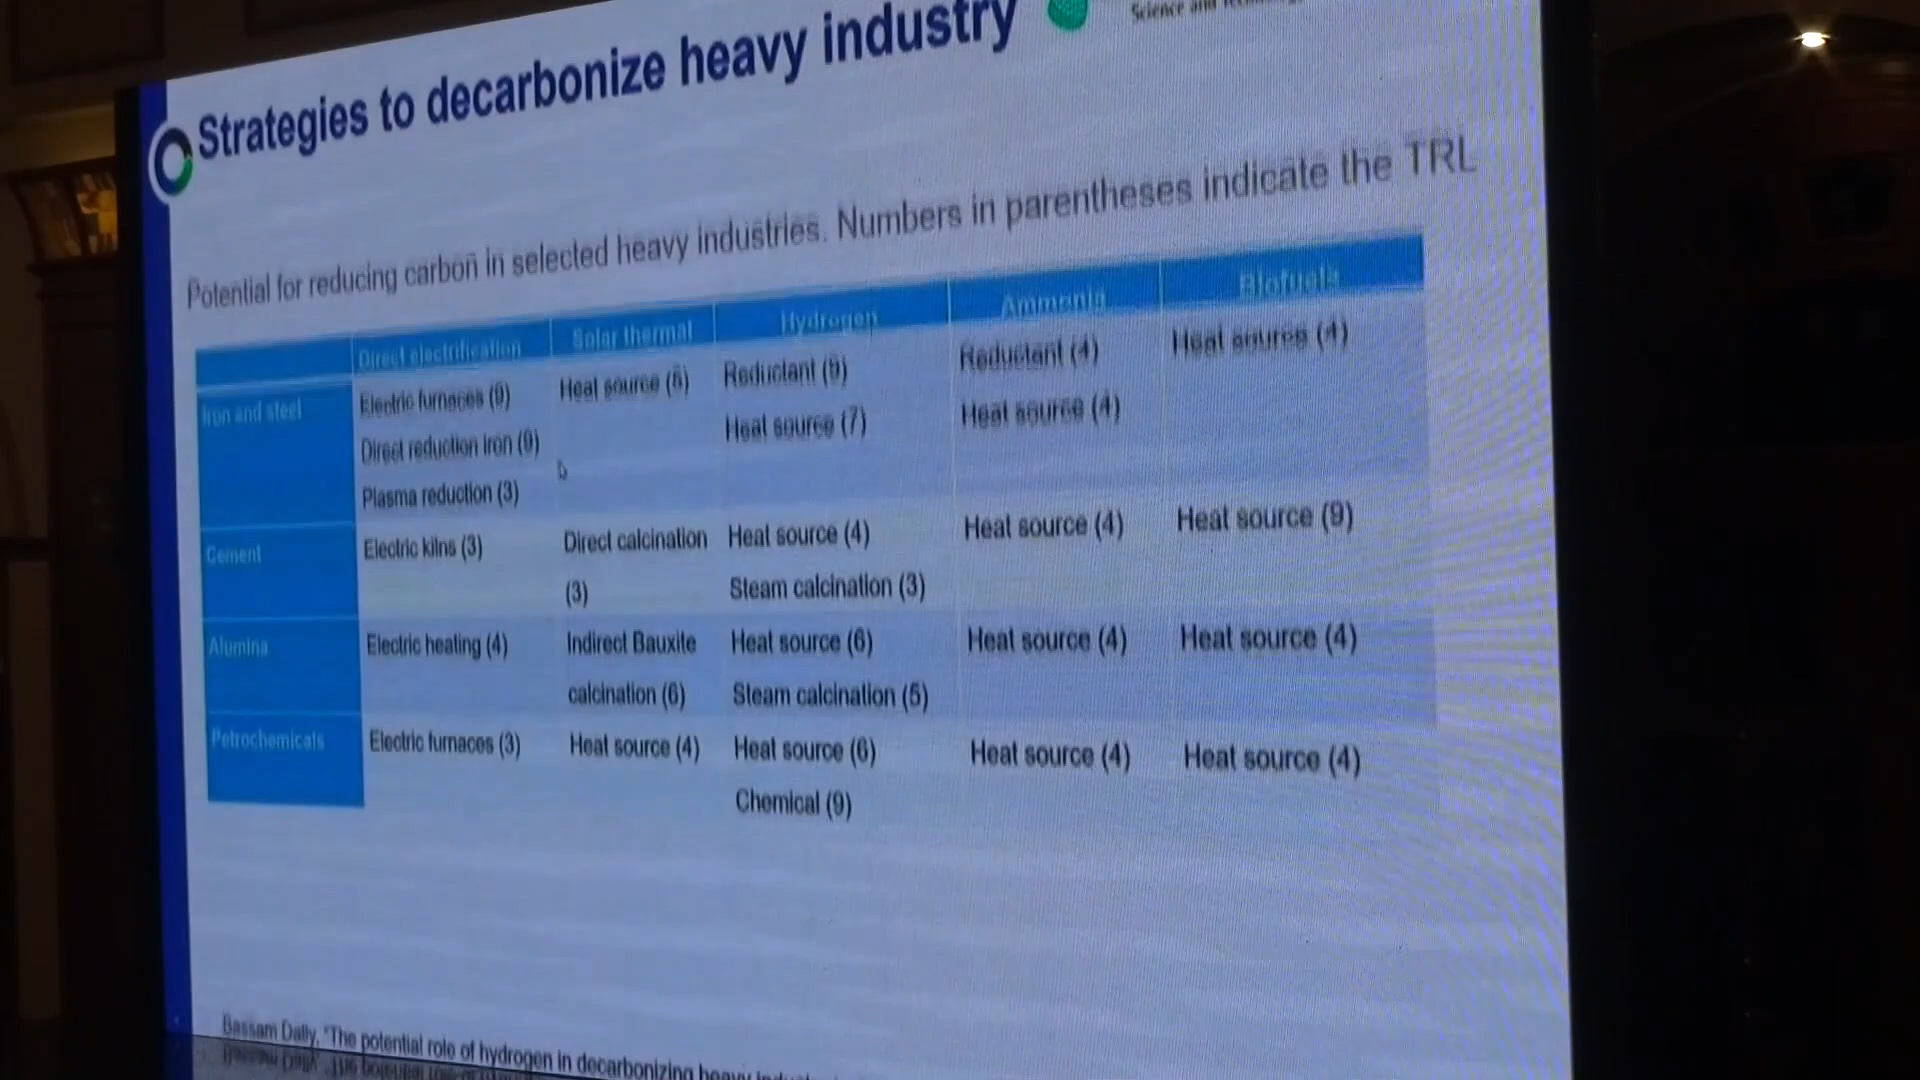 Science and
Strategies to decarbonize heavy industry
Potential for reducing carbon in selected heavy industries. Numbers in parentheses indicate the TRL
Direct electrification Solar thermal Hydrogen Ammonia Biofuels
Iron and steel Electric furnaces (9) Heat source Reductant (9) Reductant (4) Heat source (4)
Direct reduction iron (9) Heat source (7) Heat source (4)
Plasma reduction (3)
Cement Electric kilns (3) Direct calcination Heat source (4) Heat source (4) Heat source (9)
(3) Steam calcination (3)
Alumina Electric heating (4) Indirect Bauxite Heat source (6) Heat source (4) Heat source (4)
calcination (6) Steam calcination (5)
Petrochemicals Electric furnaces (3) Heat source (4) Heat source (6) Heat source (4) Heat source (4)
Chemical (9)
Bassam Dally, "The potential role of hydrogen in decarbonizing heavy